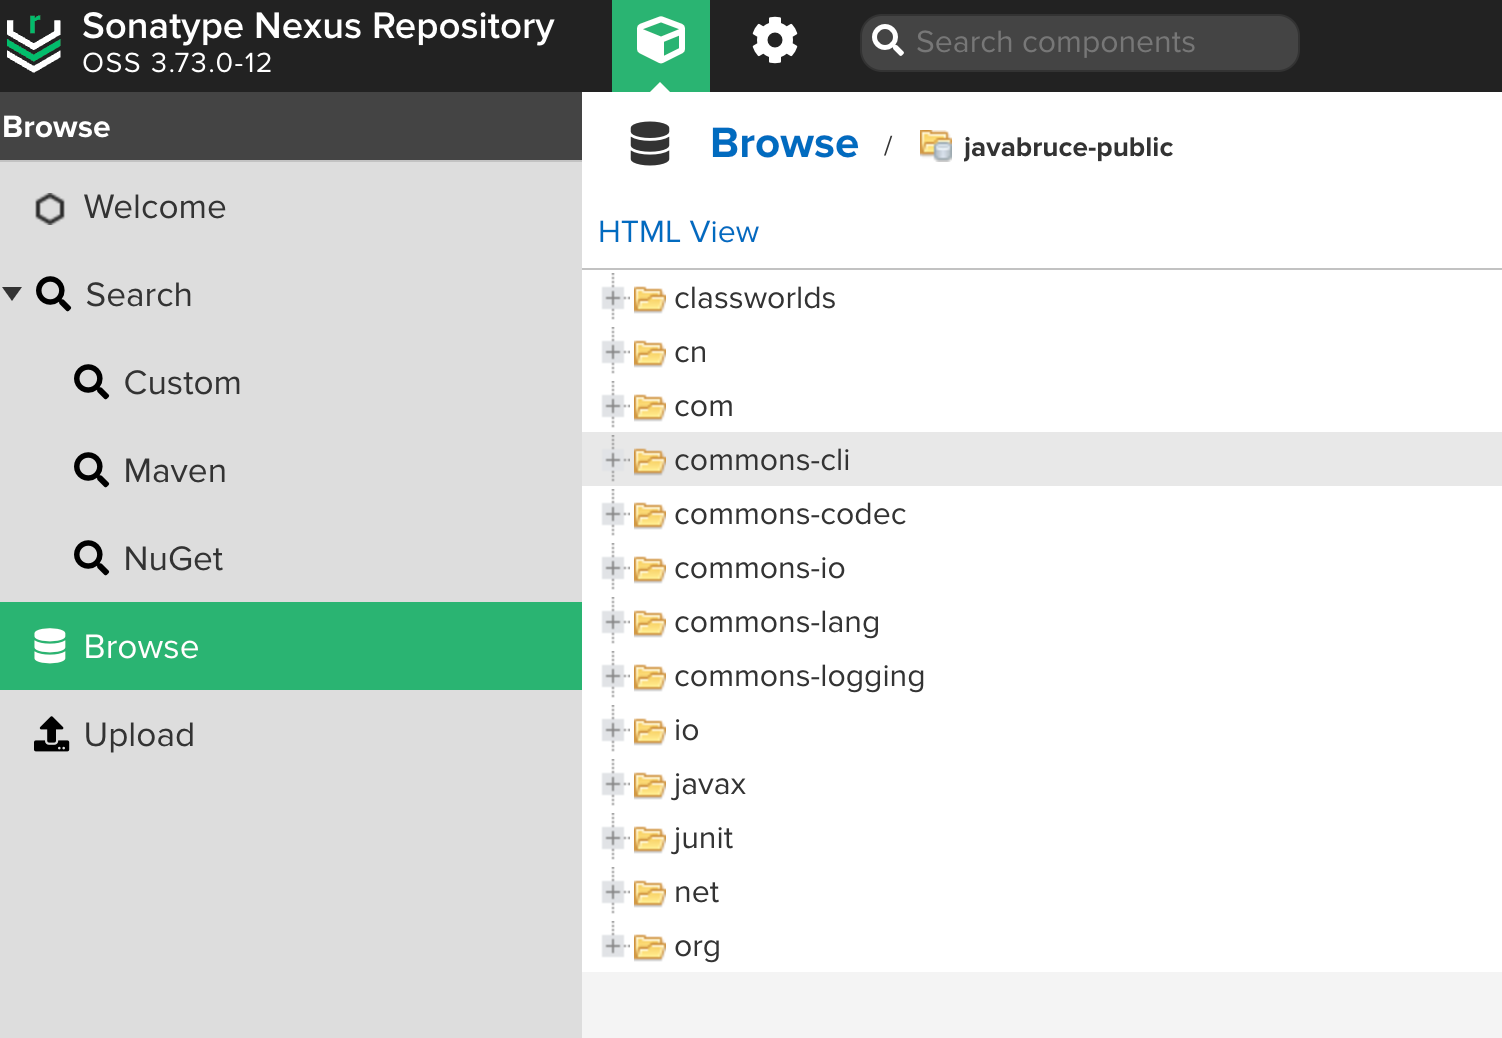 Sonatype Nexus Repository
OSS 3.73.0-12
Search components
Browse
Welcome
Search
Custom
Maven
NuGet
Browse
Upload
Browse / javabruce-public
HTML View
classworlds
cn
com
commons-cli
commons-codec
commons-io
commons-lang
commons-logging
io
javax
junit
net
org